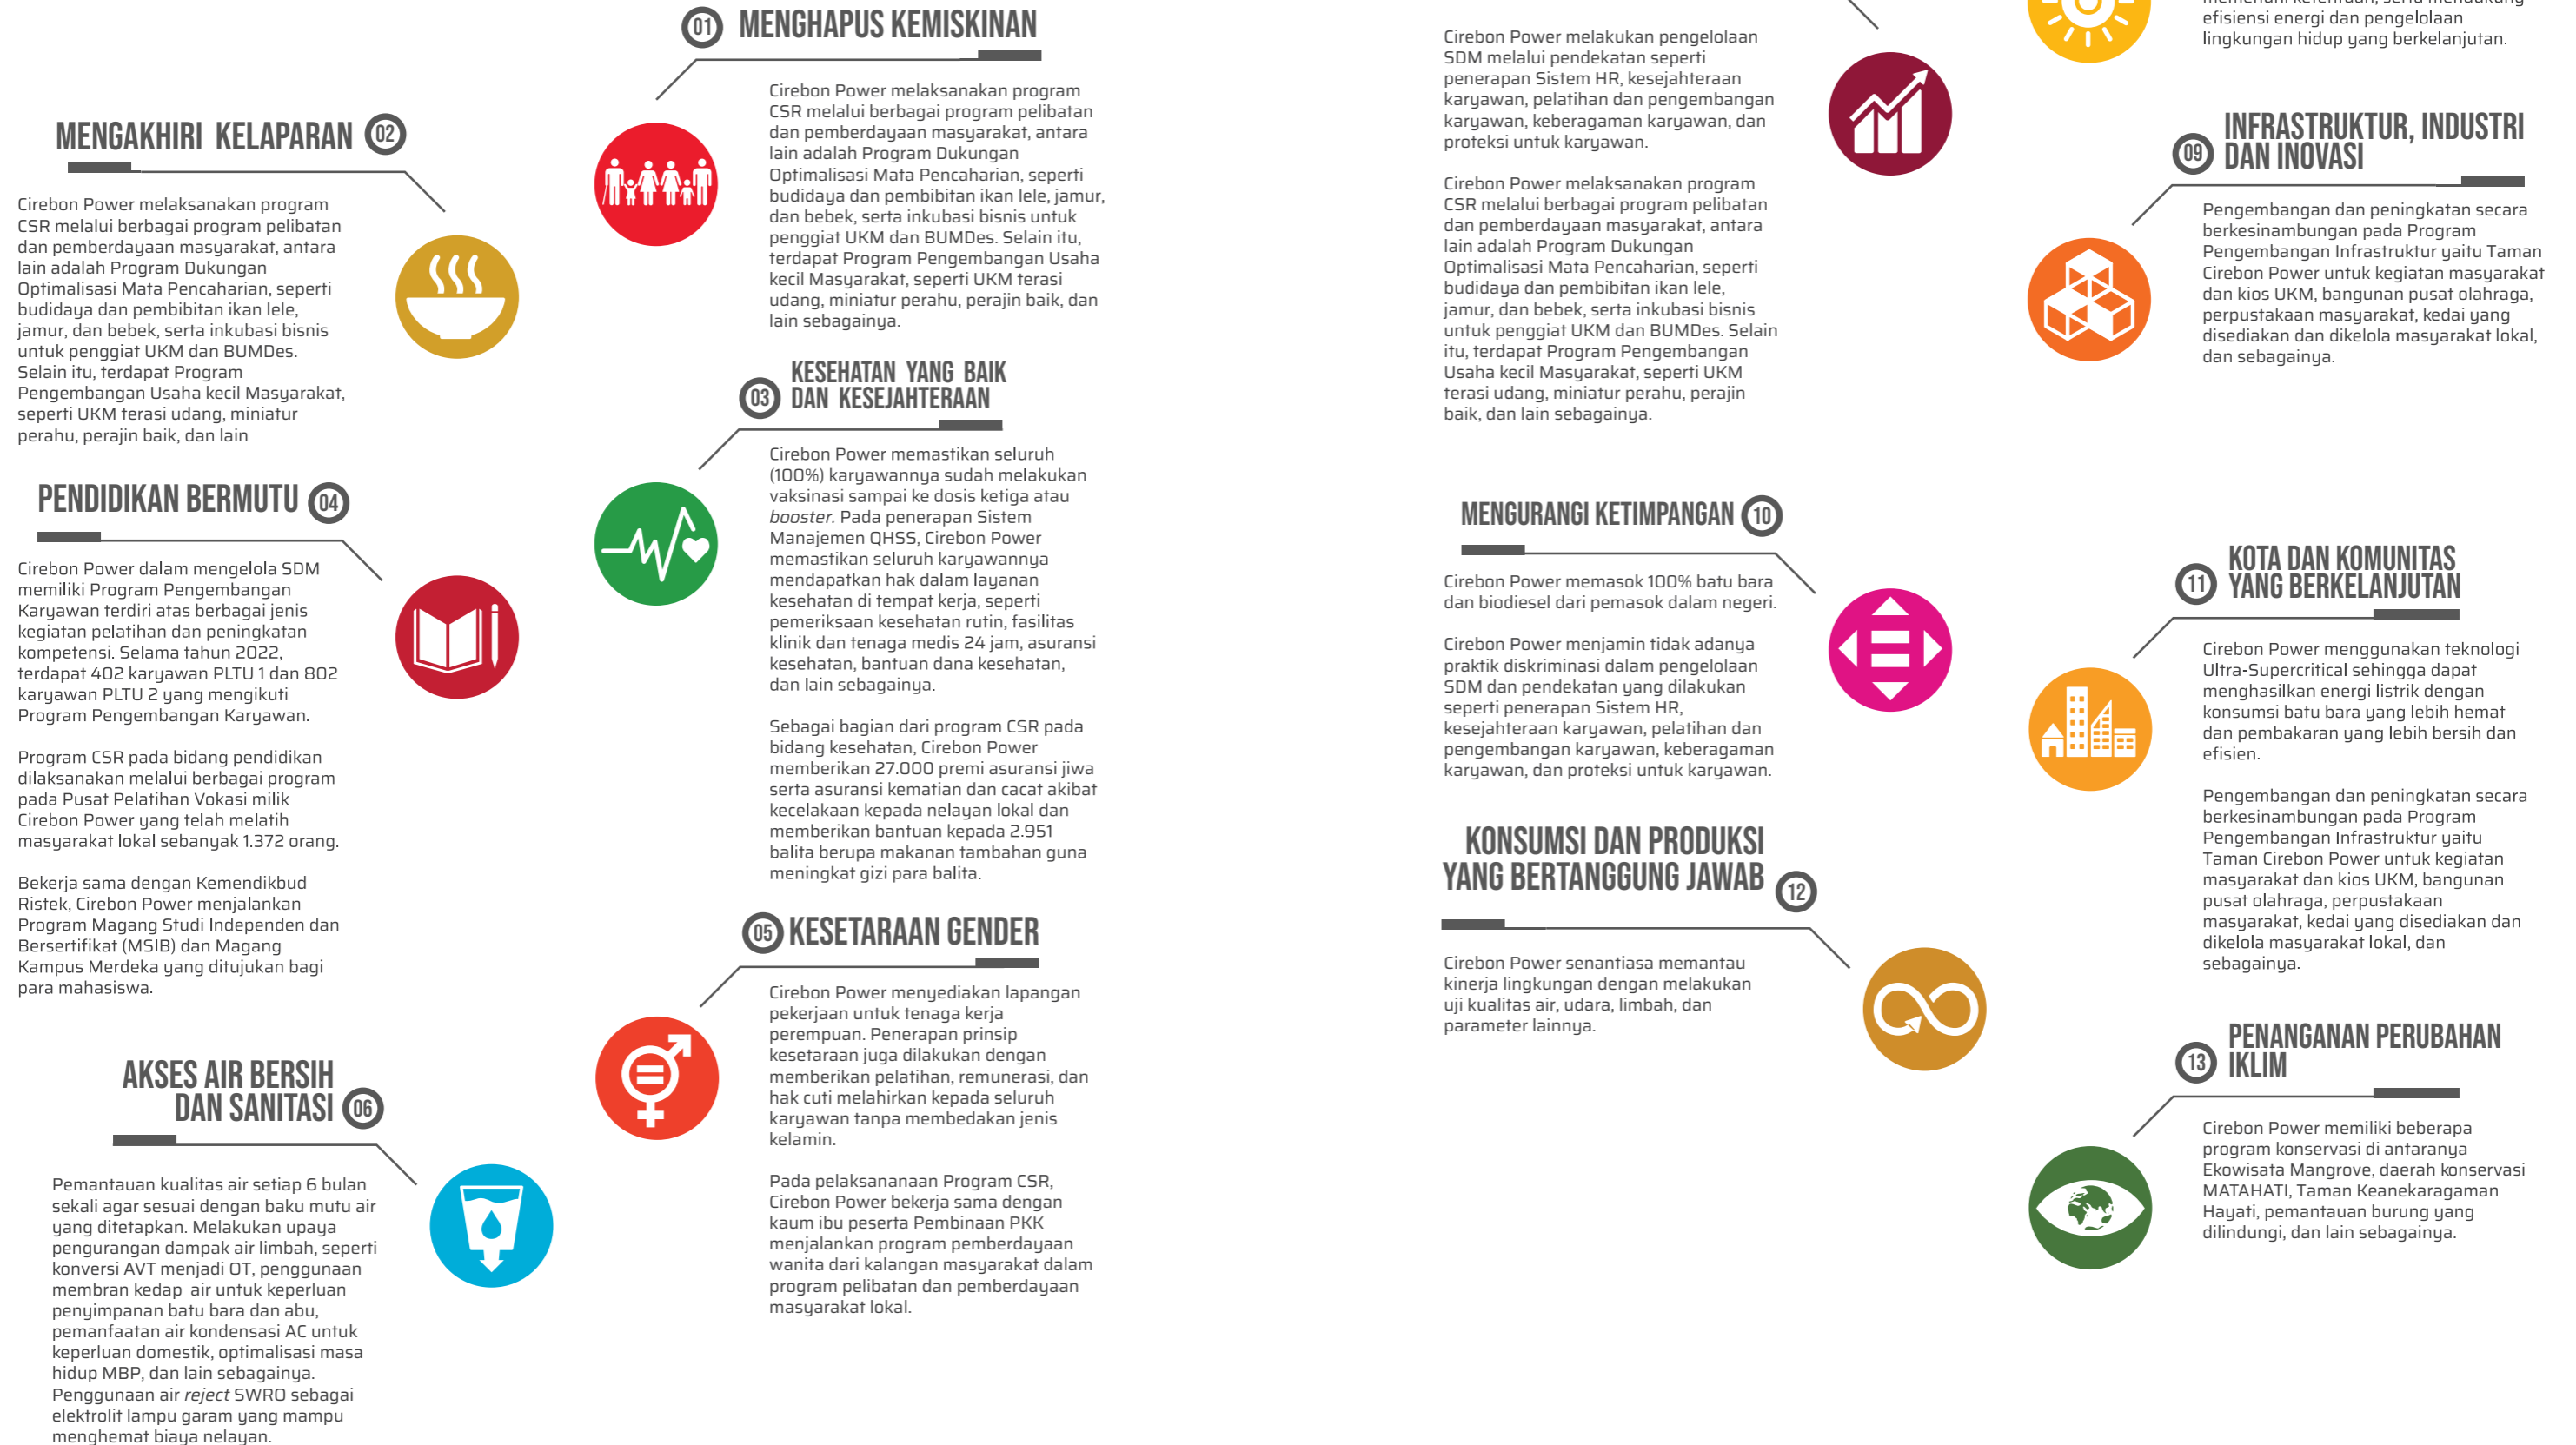 01 MENGHAPUS KEMISKINAN
Cirebon Power melaksanakan program
CSR melalui berbagai program pelibatan
dan pemberdayaan masyarakat, antara
lain adalah Program Dukungan
Optimalisasi Mata Pencaharian, seperti
budidaya dan pembibitan ikan lele, jamur,
dan bebek, serta inkubasi bisnis untuk
penggiat UKM dan BUMDes. Selain itu,
terdapat Program Pengembangan Usaha
kecil Masyarakat, seperti UKM terasi
udang, miniatur perahu, perajin baik, dan
lain sebagainya.
MENGAKHIRI KELAPARAN 02
Cirebon Power melaksanakan program
CSR melalui berbagai program pelibatan
dan pemberdayaan masyarakat, antara
lain adalah Program Dukungan
Optimalisasi Mata Pencaharian, seperti
budidaya dan pembibitan ikan lele,
jamur, dan bebek, serta inkubasi bisnis
untuk penggiat UKM dan BUMDes.
Selain itu, terdapat Program
Pengembangan Usaha kecil Masyarakat,
seperti UKM terasi udang, miniatur
perahu, perajin baik, dan lain
03 KESEHATAN YANG BAIK
DAN KESEJAHTERAAN
Cirebon Power memastikan seluruh
(100%) karyawannya sudah melakukan
vaksinasi sampai ke dosis ketiga atau
booster. Pada penerapan Sistem
Manajemen QHSS, Cirebon Power
memastikan seluruh karyawannya
mendapatkan hak dalam layanan
kesehatan di tempat kerja, seperti
pemeriksaan kesehatan rutin, fasilitas
klinik dan tenaga medis 24 jam, asuransi
kesehatan, bantuan dana kesehatan,
dan lain sebagainya.
Sebagai bagian dari program CSR pada
bidang kesehatan, Cirebon Power
memberikan 27.000 premi asuransi jiwa
serta asuransi kematian dan cacat akibat
kecelakaan kepada nelayan lokal dan
memberikan bantuan kepada 2.951
balita berupa makanan tambahan guna
meningkat gizi para balita.
PENDIDIKAN BERMUTU 04
Cirebon Power dalam mengelola SDM
memiliki Program Pengembangan
Karyawan terdiri atas berbagai jenis
kegiatan pelatihan dan peningkatan
kompetensi. Selama tahun 2022,
terdapat 402 karyawan PLTU 1 dan 802
karyawan PLTU 2 yang mengikuti
Program Pengembangan Karyawan.
Program CSR pada bidang pendidikan
dilaksanakan melalui berbagai program
pada Pusat Pelatihan Vokasi milik
Cirebon Power yang telah melatih
masyarakat lokal sebanyak 1.372 orang.
Bekerja sama dengan Kemendikbud
Ristek, Cirebon Power menjalankan
Program Magang Studi Independen dan
Bersertifikat (MSIB) dan Magang
Kampus Merdeka yang ditujukan bagi
para mahasiswa.
05 KESETARAAN GENDER
Cirebon Power menyediakan lapangan
pekerjaan untuk tenaga kerja
perempuan. Penerapan prinsip
kesetaraan juga dilakukan dengan
memberikan pelatihan, remunerasi, dan
hak cuti melahirkan kepada seluruh
karyawan tanpa membedakan jenis
kelamin.
Pada pelaksananaan Program CSR,
Cirebon Power bekerja sama dengan
kaum ibu peserta Pembinaan PKK
menjalankan program pemberdayaan
wanita dari kalangan masyarakat dalam
program pelibatan dan pemberdayaan
masyarakat lokal.
AKSES AIR BERSIH
DAN SANITASI 06
Pemantauan kualitas air setiap 6 bulan
sekali agar sesuai dengan baku mutu air
yang ditetapkan. Melakukan upaya
pengurangan dampak air limbah, seperti
konversi AVT menjadi OT, penggunaan
membran kedap air untuk keperluan
penyimpanan batu bara dan abu,
pemanfaatan air kondensasi AC untuk
keperluan domestik, optimalisasi masa
hidup MBP, dan lain sebagainya.
Penggunaan air reject SWRO sebagai
elektrolit lampu garam yang mampu
menghemat biaya nelayan.
efisiensi energi dan pengelolaan
lingkungan hidup yang berkelanjutan.
Cirebon Power melakukan pengelolaan
SDM melalui pendekatan seperti
penerapan Sistem HR, kesejahteraan
karyawan, pelatihan dan pengembangan
karyawan, keberagaman karyawan, dan
proteksi untuk karyawan.
Cirebon Power melaksanakan program
CSR melalui berbagai program pelibatan
dan pemberdayaan masyarakat, antara
lain adalah Program Dukungan
Optimalisasi Mata Pencaharian, seperti
budidaya dan pembibitan ikan lele,
jamur, dan bebek, serta inkubasi bisnis
untuk penggiat UKM dan BUMDes. Selain
itu, terdapat Program Pengembangan
Usaha kecil Masyarakat, seperti UKM
terasi udang, miniatur perahu, perajin
baik, dan lain sebagainya.
09 INFRASTRUKTUR, INDUSTRI
DAN INOVASI
Pengembangan dan peningkatan secara
berkesinambungan pada Program
Pengembangan Infrastruktur yaitu Taman
Cirebon Power untuk kegiatan masyarakat
dan kios UKM, bangunan pusat olahraga,
perpustakaan masyarakat, kedai yang
disediakan dan dikelola masyarakat lokal,
dan sebagainya.
MENGURANGI KETIMPANGAN 10
Cirebon Power memasok 100% batu bara
dan biodiesel dari pemasok dalam negeri.
Cirebon Power menjamin tidak adanya
praktik diskriminasi dalam pengelolaan
SDM dan pendekatan yang dilakukan
seperti penerapan Sistem HR,
kesejahteraan karyawan, pelatihan dan
pengembangan karyawan, keberagaman
karyawan, dan proteksi untuk karyawan.
11 KOTA DAN KOMUNITAS
YANG BERKELANJUTAN
Cirebon Power menggunakan teknologi
Ultra-Supercritical sehingga dapat
menghasilkan energi listrik dengan
konsumsi batu bara yang lebih hemat
dan pembakaran yang lebih bersih dan
efisien.
Pengembangan dan peningkatan secara
berkesinambungan pada Program
Pengembangan Infrastruktur yaitu
Taman Cirebon Power untuk kegiatan
masyarakat dan kios UKM, bangunan
pusat olahraga, perpustakaan
masyarakat, kedai yang disediakan dan
dikelola masyarakat lokal, dan
sebagainya.
KONSUMSI DAN PRODUKSI
YANG BERTANGGUNG JAWAB 12
Cirebon Power senantiasa memantau
kinerja lingkungan dengan melakukan
uji kualitas air, udara, limbah, dan
parameter lainnya.
13 PENANGANAN PERUBAHAN
IKLIM
Cirebon Power memiliki beberapa
program konservasi di antaranya
Ekowisata Mangrove, daerah konservasi
MATAHATI, Taman Keanekaragaman
Hayati, pemantauan burung yang
dilindungi, dan lain sebagainya.